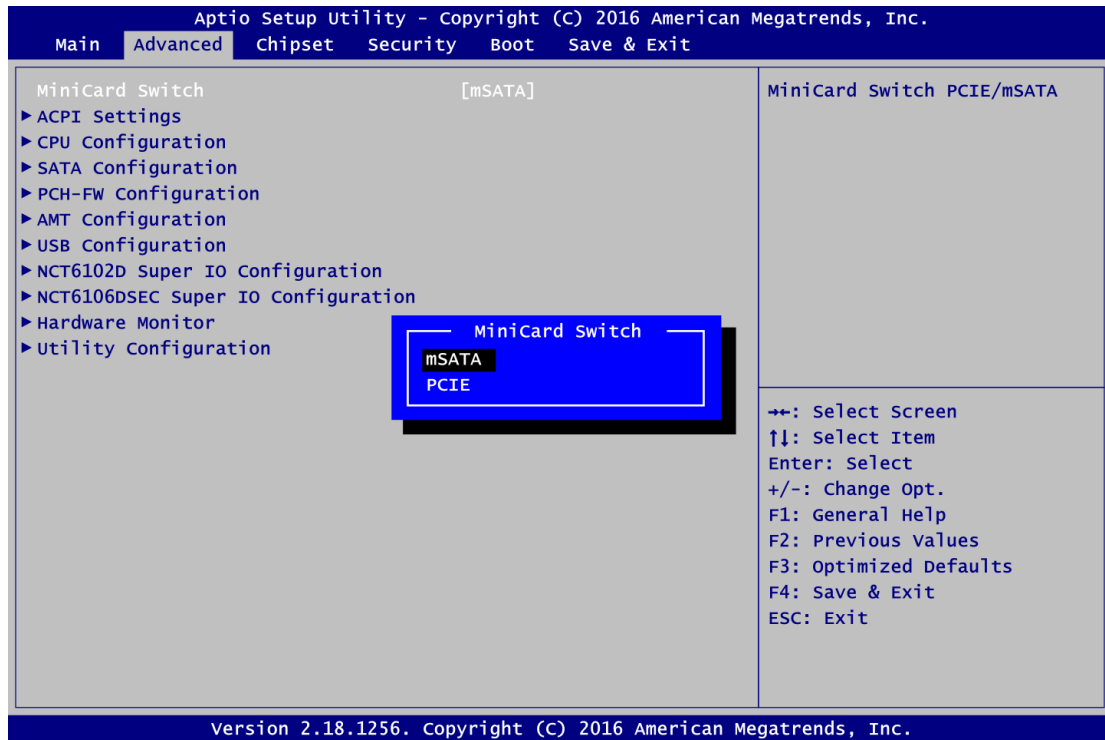 Aptio Setup Utility – Copyright (C) 2016 American Megatrends, Inc.
Main Advanced Chipset Security Boot Save & Exit
MiniCard Switch [mSATA]
►ACPI Settings
►CPU Configuration
►SATA Configuration
►PCH-FW Configuration
►AMT Configuration
►USB Configuration
►NCT6102D Super IO Configuration
►NCT6106DSEC Super IO Configuration
►Hardware Monitor
►Utility Configuration
MiniCard Switch
mSATA
PCIE
MiniCard Switch PCIE/mSATA
→←: Select Screen
↑↓: Select Item
Enter: Select
+/-: Change Opt.
F1: General Help
F2: Previous Values
F3: Optimized Defaults
F4: Save & Exit
ESC: Exit
Version 2.18.1256. Copyright (C) 2016 American Megatrends, Inc.